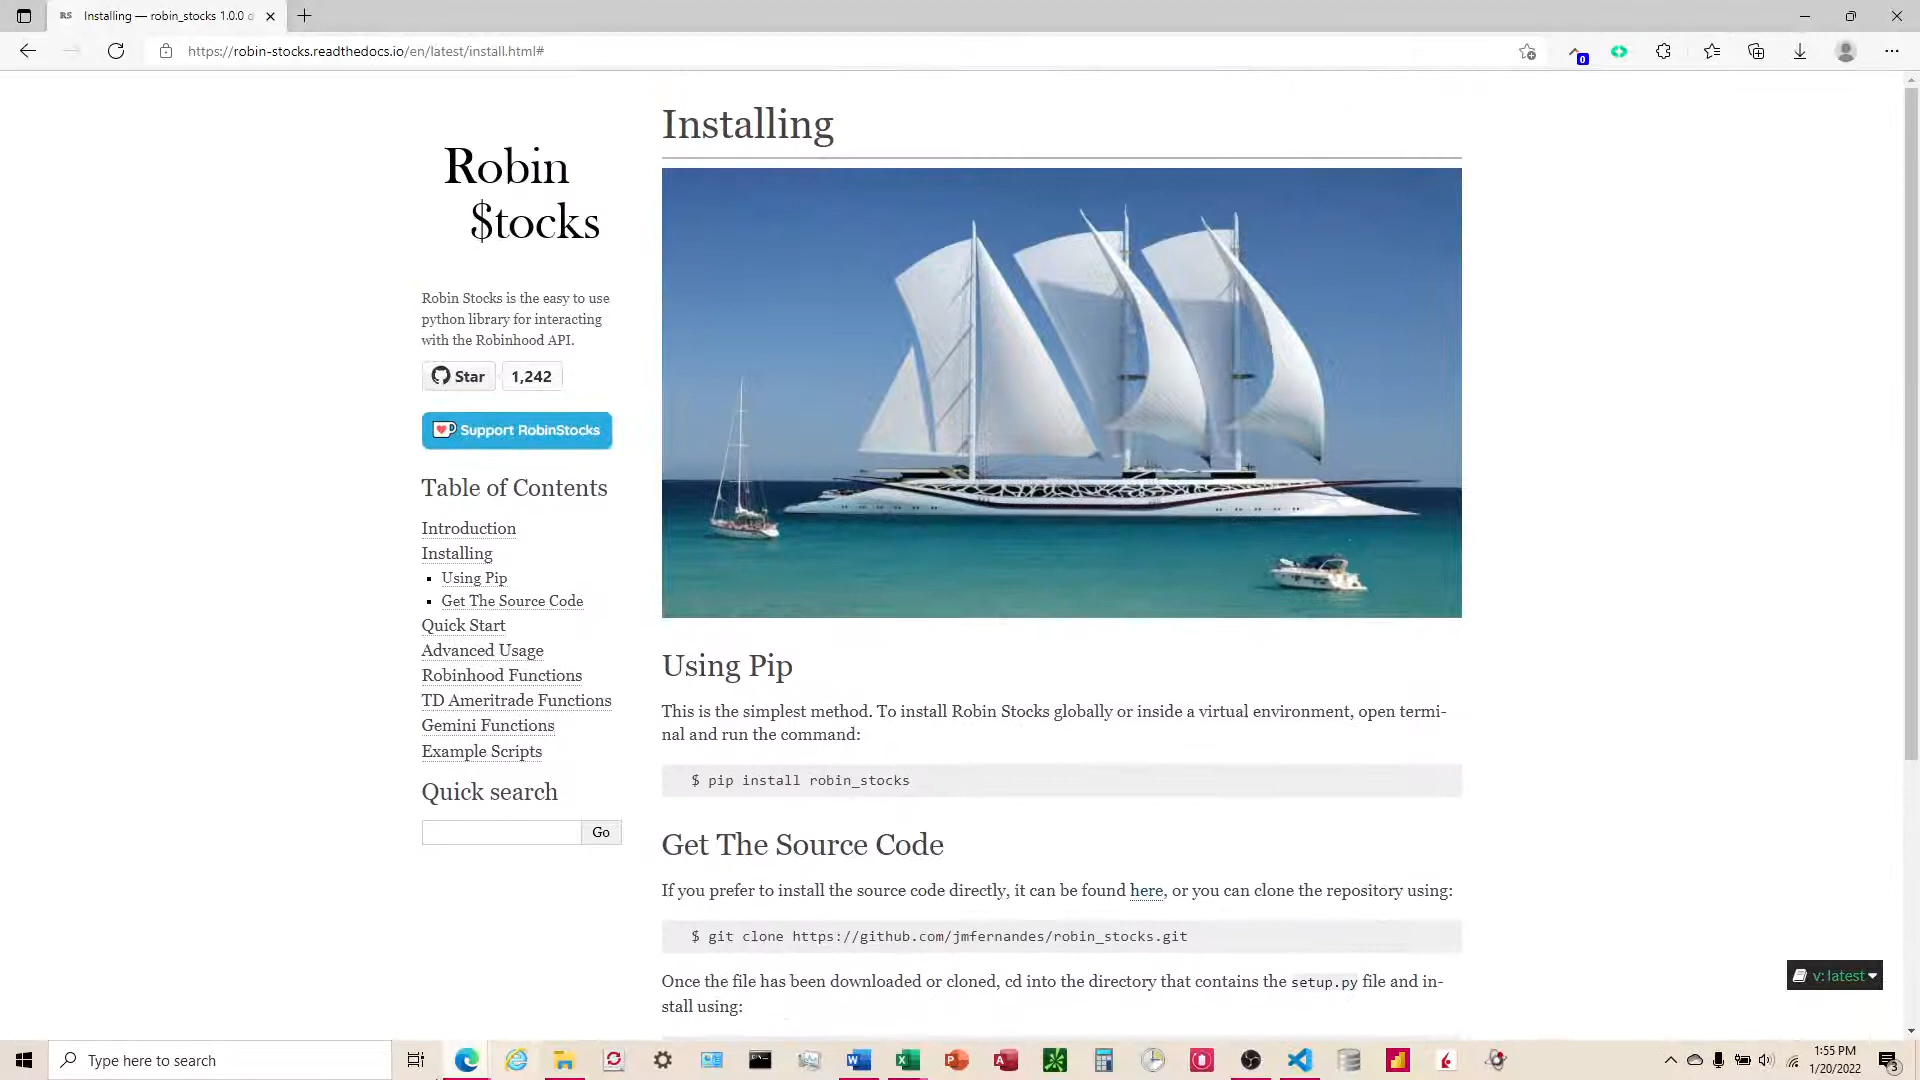 Installing — robin_stocks 1.0.0 d
https://robin-stocks.readthedocs.io/en/latest/install.html#
0
Robin
$tocks
Robin Stocks is the easy to use
python library for interacting
with the Robinhood API.
Star 1,242
Support RobinStocks
Table of Contents
Introduction
Installing
Using Pip
Get The Source Code
Quick Start
Advanced Usage
Robinhood Functions
TD Ameritrade Functions
Gemini Functions
Example Scripts
Quick search
Go
Installing
Using Pip
This is the simplest method. To install Robin Stocks globally or inside a virtual environment, open termi-
nal and run the command:
$ pip install robin_stocks
Get The Source Code
If you prefer to install the source code directly, it can be found here, or you can clone the repository using:
$ git clone https://github.com/jmfernandes/robin_stocks.git
Once the file has been downloaded or cloned, cd into the directory that contains the setup.py file and in-
stall using:
v: latest
Type here to search
1:55 PM
1/20/2022
3